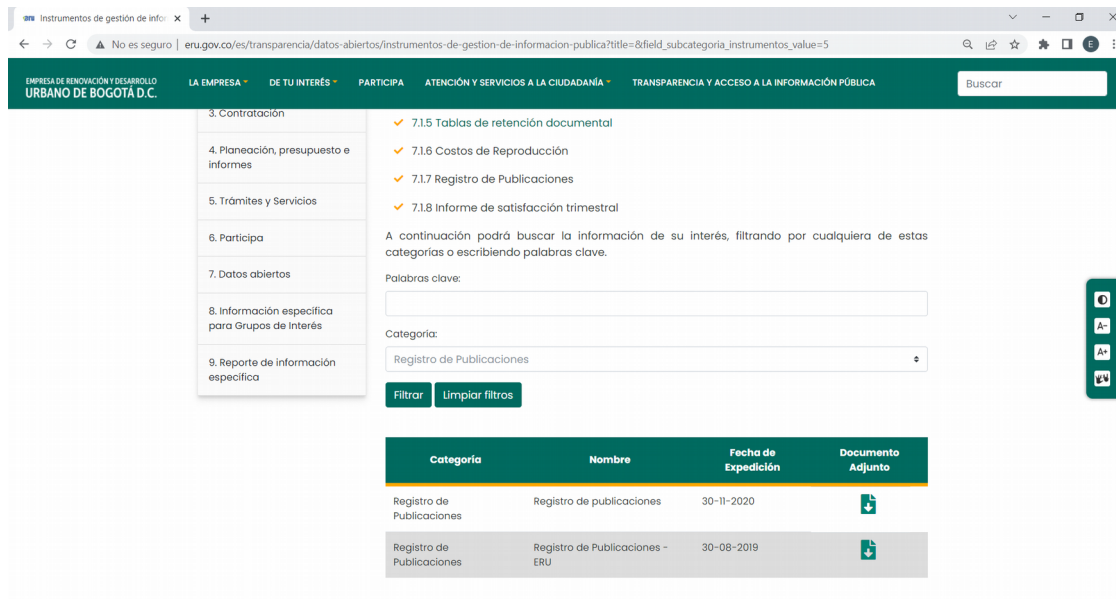 eru Instrumentos de gestión de infor
No es seguro | eru.gov.co/es/transparencia/datos-abiertos/instrumentos-de-gestion-de-informacion-publica?title=&field_subcategoria_instrumentos_value=5
E
EMPRESA DE RENOVACIÓN Y DESARROLLO
URBANO DE BOGOTÁ D.C.
LA EMPRESA DE TU INTERÉS PARTICIPA ATENCIÓN Y SERVICIOS A LA CIUDADANÍA TRANSPARENCIA Y ACCESO A LA INFORMACIÓN PÚBLICA
Buscar
3. Contratación
4. Planeación, presupuesto e
informes
5. Trámites y Servicios
6. Participa
7. Datos abiertos
8. Información específica
para Grupos de Interés
9. Reporte de información
específica
7.1.5 Tablas de retención documental
7.1.6 Costos de Reproducción
7.1.7 Registro de Publicaciones
7.1.8 Informe de satisfacción trimestral
A continuación podrá buscar la información de su interés, filtrando por cualquiera de estas
categorias o escribiendo palabras clave.
Palabras clave:
Categoria:
Registro de Publicaciones
Filtrar Limpiar filtros
Categoría Nombre Fecha de Expedición Documento Adjunto
Registro de Publicaciones Registro de publicaciones 30-11-2020
Registro de Publicaciones Registro de Publicaciones - ERU 30-08-2019
A-
A+